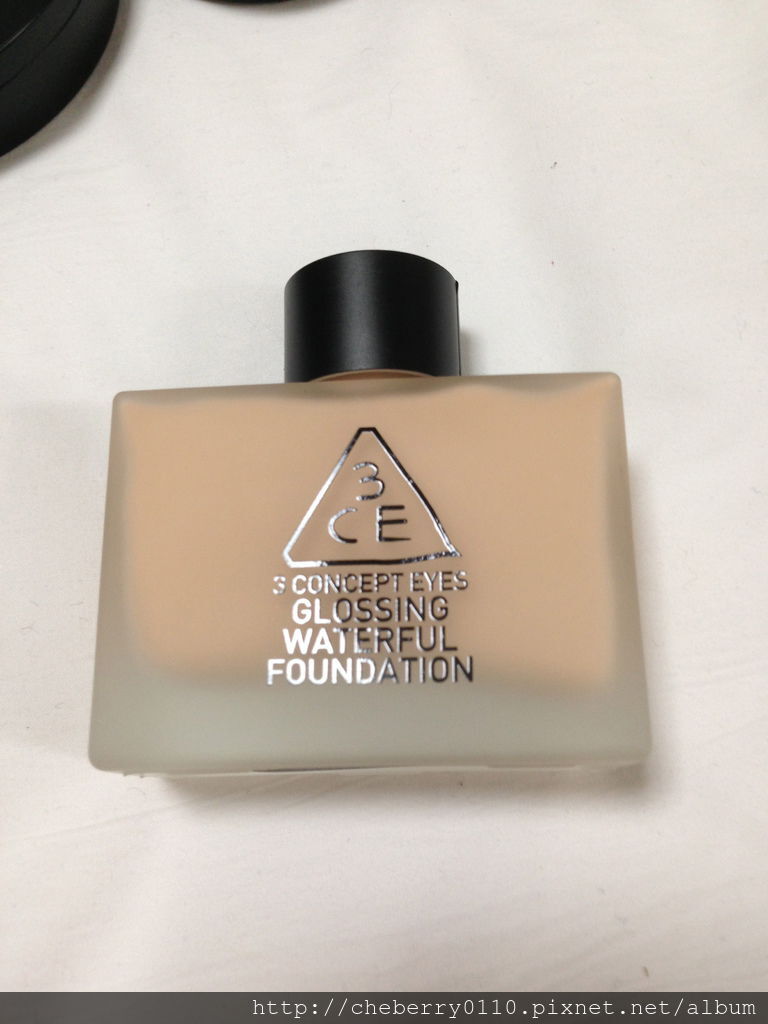 3
CE
3 CONCEPT EYES
GLOSSING
WATERFUL
FOUNDATION
http://cheberry0110.pixnet.net/album